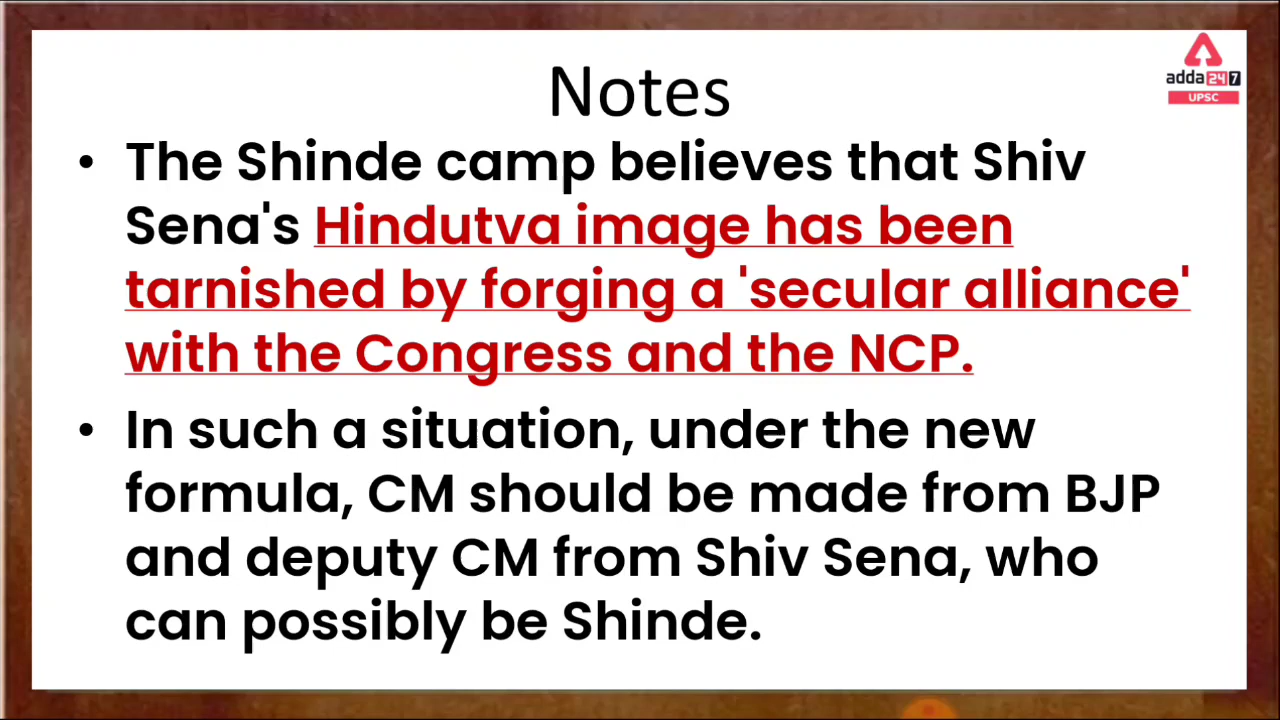 Notes
adda247
UPSC
• The Shinde camp believes that Shiv
Sena's Hindutva image has been
tarnished by forging a 'secular alliance'
with the Congress and the NCP.
• In such a situation, under the new
formula, CM should be made from BJP
and deputy CM from Shiv Sena, who
can possibly be Shinde.